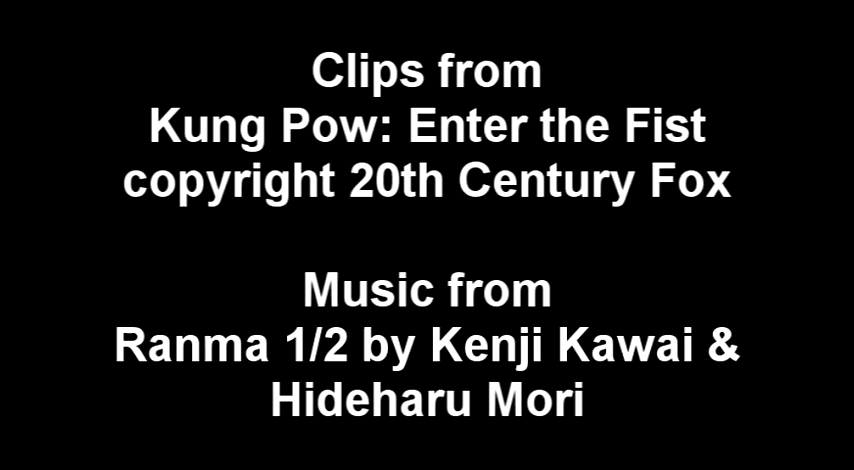 Clips from
Kung Pow: Enter the Fist
copyright 20th Century Fox
Music from
Ranma 1/2 by Kenji Kawai &
Hideharu Mori